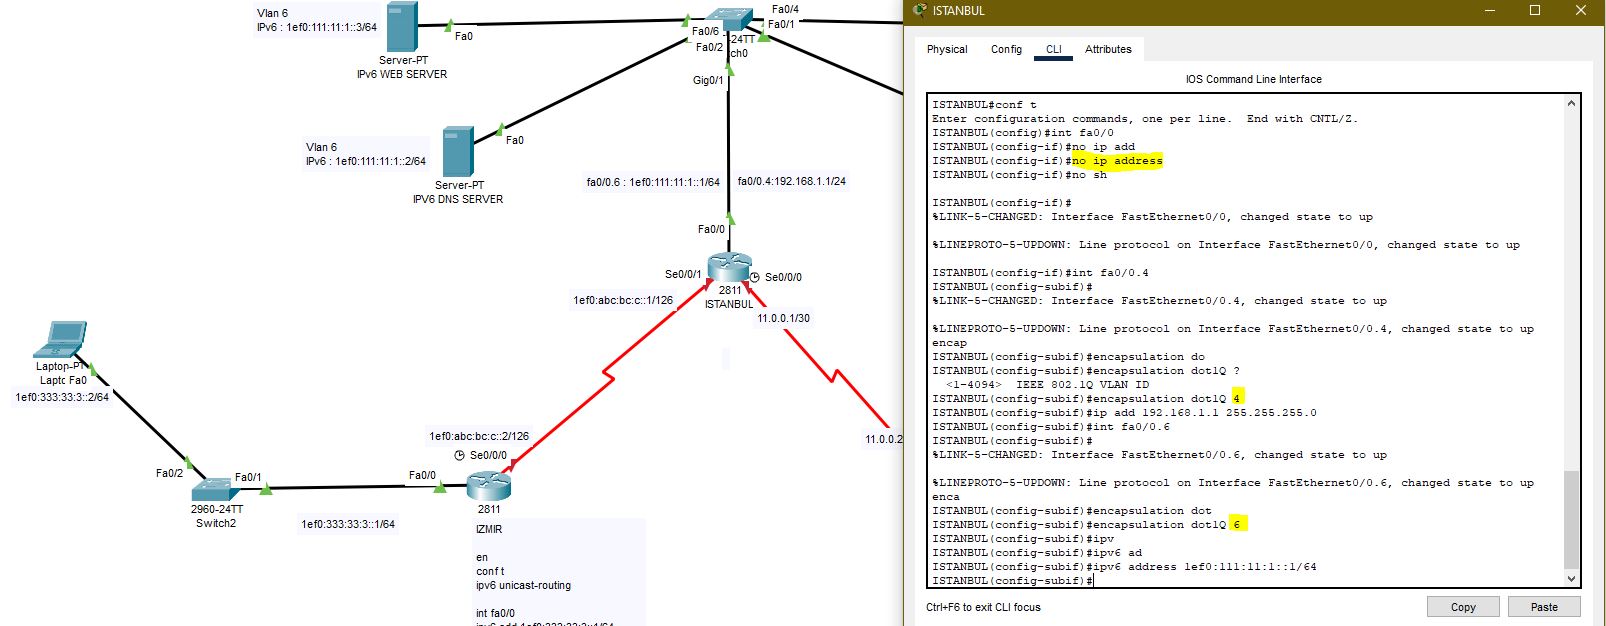 Vlan 6
IPv6 : 1ef0:111:11:1::3/64
Fa0
Server-PT
IPv6 WEB SERVER
Fa0/4
Fa0/1
Fa0/6
-24TT
Fa0/2
ch0
Gig0/1
Vlan 6
IPv6 : 1ef0:111:11:1::2/64
Fa0
Server-PT
IPV6 DNS SERVER
fa0/0.6 : 1ef0:111:11:1::1/64
fa0/0.4:192.168.1.1/24
Fa0/0
Se0/0/1
Se0/0/0
2811
ISTANBUL
1ef0:abc:bc:c::1/126
11.0.0.1/30
11.0.0.2
Laptop-PT
Lapto Fa0
1ef0:333:33:3::2/64
1ef0:abc:bc:c::2/126
Se0/0/0
Fa0/2
Fa0/1
Fa0/0
2960-24TT
Switch2
1ef0:333:33:3::1/64
2811
IZMIR
en
conf t
ipv6 unicast-routing
int fa0/0
ipv6 add 1ef0:333:33:3::1/64
ISTANBUL
Physical Config CLI Attributes
IOS Command Line Interface
ISTANBUL#conf t
Enter configuration commands, one per line. End with CNTL/Z.
ISTANBUL(config)#int fa0/0
ISTANBUL(config-if)#no ip add
ISTANBUL(config-if)#no ip address
ISTANBUL(config-if)#no sh
ISTANBUL(config-if)#
%LINK-5-CHANGED: Interface FastEthernet0/0, changed state to up
%LINEPROTO-5-UPDOWN: Line protocol on Interface FastEthernet0/0, changed state to up
ISTANBUL(config-if)#int fa0/0.4
ISTANBUL(config-subif)#
%LINK-5-CHANGED: Interface FastEthernet0/0.4, changed state to up
%LINEPROTO-5-UPDOWN: Line protocol on Interface FastEthernet0/0.4, changed state to up
encap
ISTANBUL(config-subif)#encapsulation do
ISTANBUL(config-subif)#encapsulation dot1Q ?
<1-4094> IEEE 802.1Q VLAN ID
ISTANBUL(config-subif)#encapsulation dot1Q 4
ISTANBUL(config-subif)#ip add 192.168.1.1 255.255.255.0
ISTANBUL(config-subif)#int fa0/0.6
ISTANBUL(config-subif)#
%LINK-5-CHANGED: Interface FastEthernet0/0.6, changed state to up
%LINEPROTO-5-UPDOWN: Line protocol on Interface FastEthernet0/0.6, changed state to up
enca
ISTANBUL(config-subif)#encapsulation dot
ISTANBUL(config-subif)#encapsulation dot1Q 6
ISTANBUL(config-subif)#ipv
ISTANBUL(config-subif)#ipv6 ad
ISTANBUL(config-subif)#ipv6 address 1ef0:111:11:1::1/64
ISTANBUL(config-subif)#
Ctrl+F6 to exit CLI focus
Copy Paste